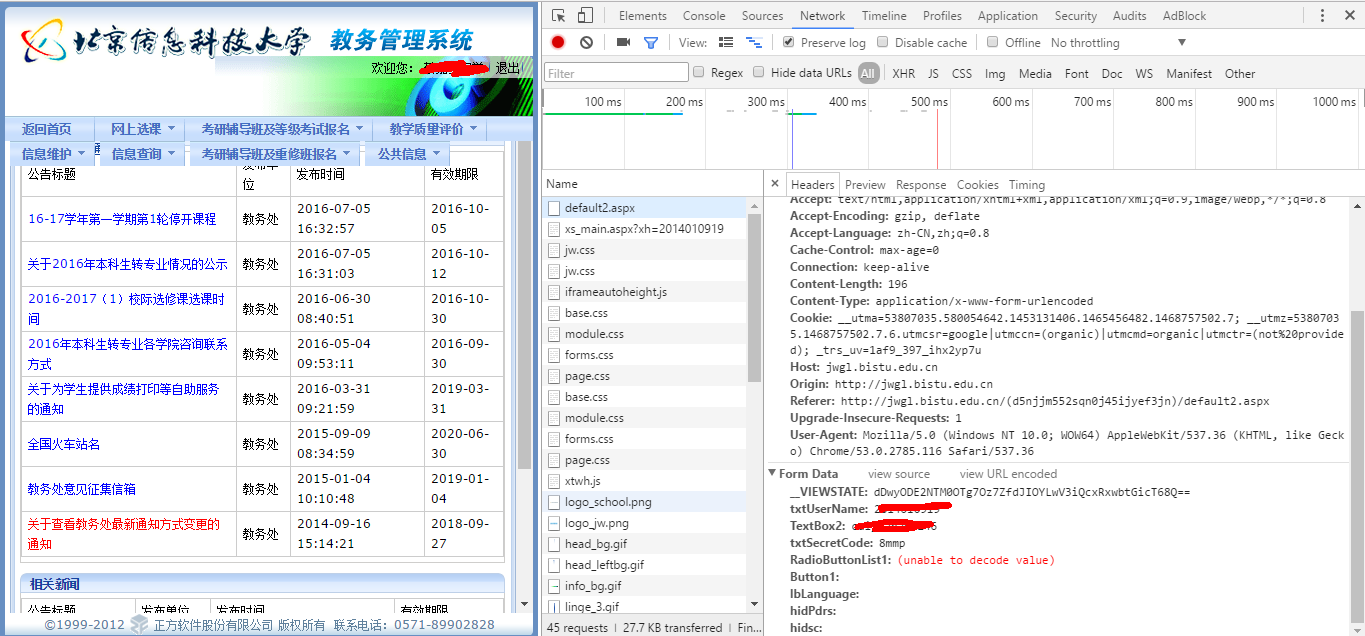 北京信息科技大学 教务管理系统
欢迎您： 退出
返回首页 网上选课 考研辅导班及等级考试报名 教学质量评价
信息维护 信息查询 考研辅导班及重修班报名 公共信息
公告标题 发布单位 发布时间 有效期限
16-17学年第一学期第1轮停开课程 教务处 2016-07-05 16:32:57 2016-10-05
关于2016年本科生转专业情况的公示 教务处 2016-07-05 16:31:03 2016-10-12
2016-2017（1）校际选修课选课时间 教务处 2016-06-30 08:40:51 2016-10-30
2016年本科生转专业各学院咨询联系方式 教务处 2016-05-04 09:53:11 2016-09-30
关于为学生提供成绩打印等自助服务的通知 教务处 2016-03-31 09:21:59 2019-03-31
全国火车站名 教务处 2015-09-09 08:34:59 2020-06-30
教务处意见征集信箱 教务处 2015-01-04 10:10:48 2019-01-04
关于查看教务处最新通知方式变更的通知 教务处 2014-09-16 15:14:21 2018-09-27
相关新闻
公告标题 发布单位 发布时间 有效期限
©1999-2012 正方软件股份有限公司 版权所有 联系电话：0571-89902828
Elements Console Sources Network Timeline Profiles Application Security Audits AdBlock
View: Preserve log Disable cache Offline No throttling
Filter Regex Hide data URLs All XHR JS CSS Img Media Font Doc WS Manifest Other
100 ms 200 ms 300 ms 400 ms 500 ms 600 ms 700 ms 800 ms 900 ms 1000 ms
Name
default2.aspx
xs_main.aspx?xh=2014010919
jw.css
jw.css
iframeautoheight.js
base.css
module.css
forms.css
page.css
base.css
module.css
forms.css
page.css
xtwh.js
logo_school.png
logo_jw.png
head_bg.gif
head_leftbg.gif
info_bg.gif
linge_3.gif
45 requests | 27.7 KB transferred | Fin...
Headers Preview Response Cookies Timing
Accept: text/html,application/xhtml+xml,application/xml;q=0.9,image/webp,*/*;q=0.8
Accept-Encoding: gzip, deflate
Accept-Language: zh-CN,zh;q=0.8
Cache-Control: max-age=0
Connection: keep-alive
Content-Length: 196
Content-Type: application/x-www-form-urlencoded
Cookie: __utma=53807035.580054642.1453131406.1465456482.1468757502.7; __utmz=5380703
5.1468757502.7.6.utmcsr=google|utmccn=(organic)|utmcmd=organic|utmctr=(not%20provide
d); _trs_uv=1af9_397_ihx2yp7u
Host: jwgl.bistu.edu.cn
Origin: http://jwgl.bistu.edu.cn
Referer: http://jwgl.bistu.edu.cn/(d5njjm552sqn0j45ijyef3jn)/default2.aspx
Upgrade-Insecure-Requests: 1
User-Agent: Mozilla/5.0 (Windows NT 10.0; WOW64) AppleWebKit/537.36 (KHTML, like Geck
o) Chrome/53.0.2785.116 Safari/537.36
Form Data view source view URL encoded
__VIEWSTATE: dDwyODE2NTM0OTg7Oz7ZfdJIOYLwV3iQcxRxwbtGicT68Q==
txtUserName:
TextBox2:
txtSecretCode: 8mmp
RadioButtonList1: (unable to decode value)
Button1:
lbLanguage:
hidPdrs:
hidsc: